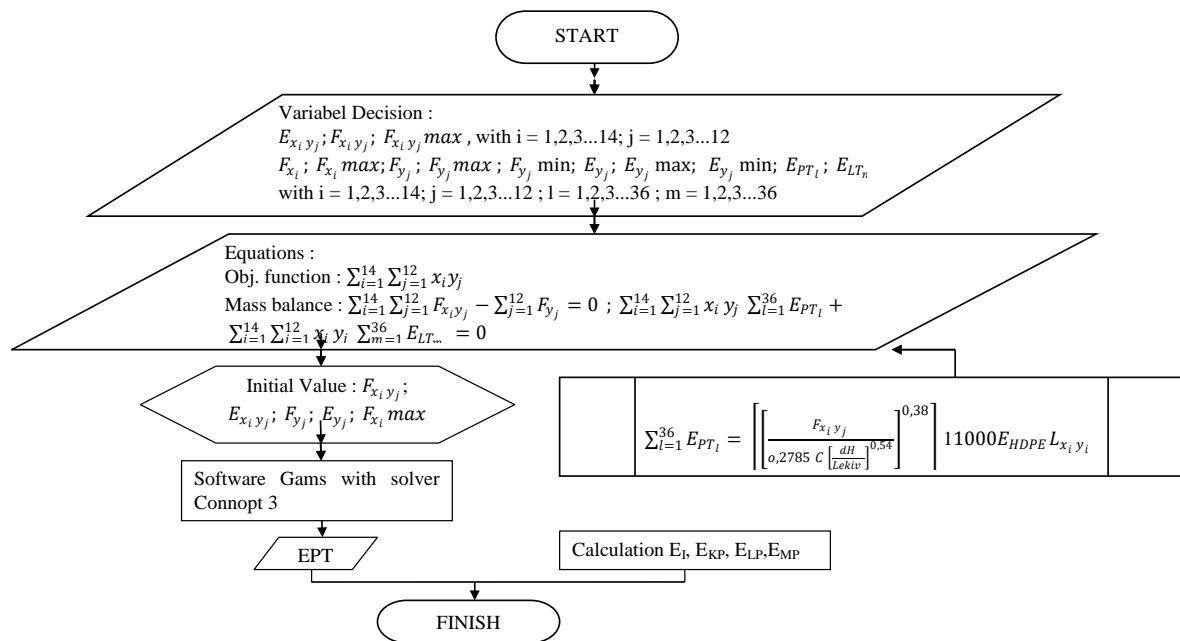 START
Variabel Decision :
E_{x_i y_j}; F_{x_i y_j}; F_{x_i y_j} max , with i = 1,2,3...14; j = 1,2,3...12
F_{x_i}; F_{x_i} max; F_{y_j}; F_{y_j} max ; F_{y_j} min; E_{y_j}; E_{y_j} max; E_{y_j} min; E_{PT_l}; E_{LT_n}
with i = 1,2,3...14; j = 1,2,3...12 ; l = 1,2,3...36 ; m = 1,2,3...36
Equations :
Obj. function : ∑_{i=1}^{14} ∑_{j=1}^{12} x_i y_j
Mass balance : ∑_{i=1}^{14} ∑_{j=1}^{12} F_{x_i y_j} − ∑_{j=1}^{12} F_{y_j} = 0 ; ∑_{i=1}^{14} ∑_{j=1}^{12} x_i y_j ∑_{l=1}^{36} E_{PT_l} +
∑_{i=1}^{14} ∑_{i=1}^{12} x_i y_i ∑_{m=1}^{36} E_{LT_m} = 0
Initial Value : F_{x_i y_j};
E_{x_i y_j}; F_{y_j}; E_{y_j}; F_{x_i} max
∑_{l=1}^{36} E_{PT_l} = [[F_{x_i y_j} / (o,2785 C [dH/Lekiv]^{0,54})]^{0,38}] 11000E_{HDPE} L_{x_i y_i}
Software Gams with solver
Connopt 3
EPT
Calculation E_I, E_{KP}, E_{LP},E_{MP}
FINISH